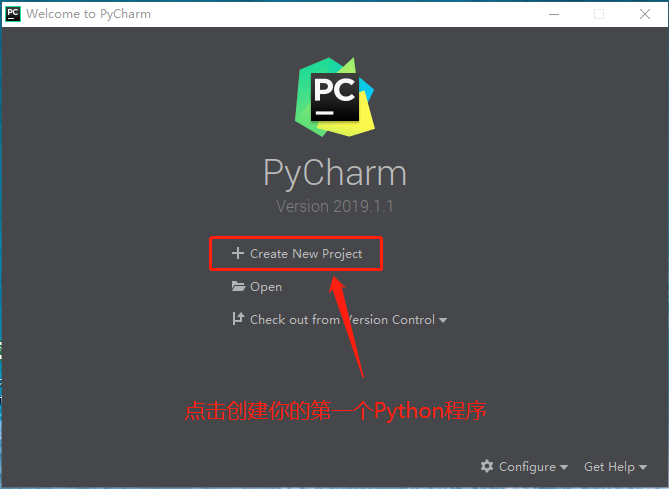 Welcome to PyCharm
PC
PyCharm
Version 2019.1.1
Create New Project
Open
Check out from Version Control
点击创建你的第一个Python程序
Configure
Get Help